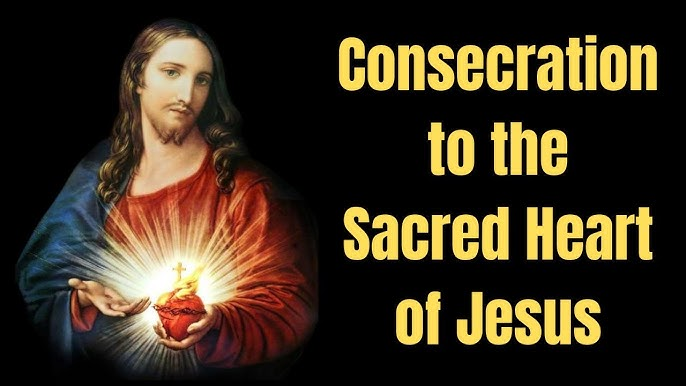 Consecration
to the
Sacred Heart
of Jesus